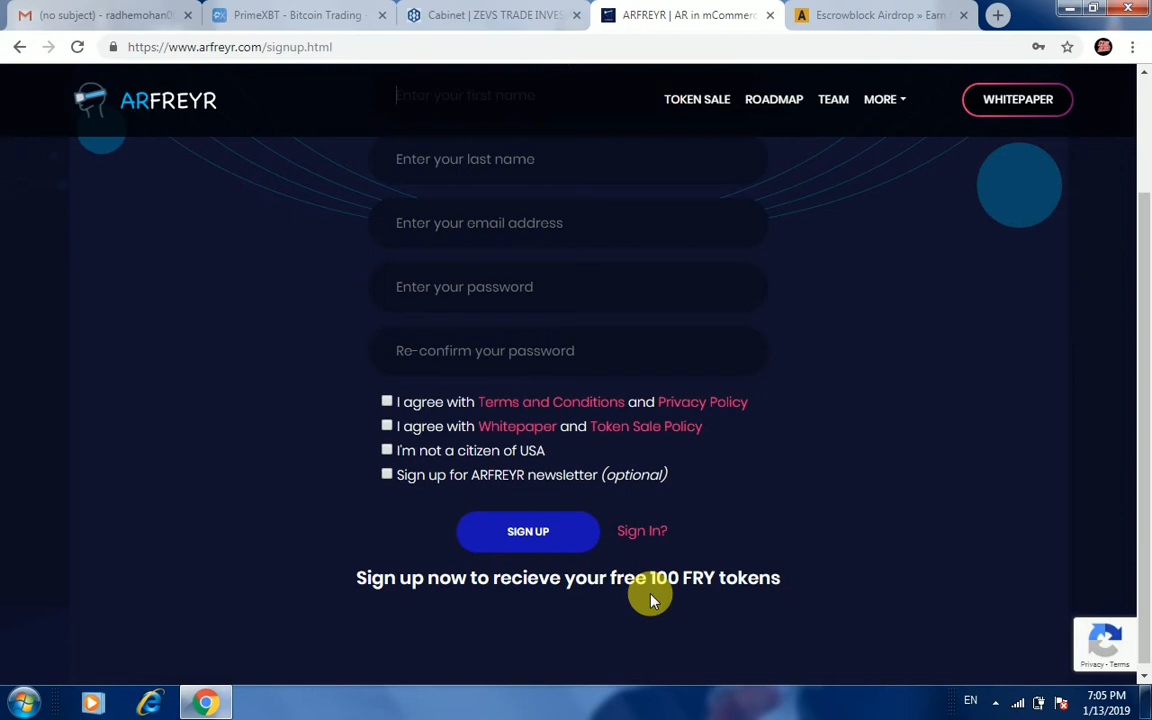 (no subject) - radhemohan0
PrimeXBT - Bitcoin Trading
Cabinet | ZEVS TRADE INVES
ARFREYR | AR in mCommerc
Escrowblock Airdrop » Earn
https://www.arfreyr.com/signup.html
ARFREYR
Enter your first name
TOKEN SALE
ROADMAP
TEAM
MORE
WHITEPAPER
Enter your last name
Enter your email address
Enter your password
Re-confirm your password
I agree with Terms and Conditions and Privacy Policy
I agree with Whitepaper and Token Sale Policy
I'm not a citizen of USA
Sign up for ARFREYR newsletter (optional)
SIGN UP
Sign In?
Sign up now to recieve your free 100 FRY tokens
Privacy - Terms
EN
7:05 PM
1/13/2019